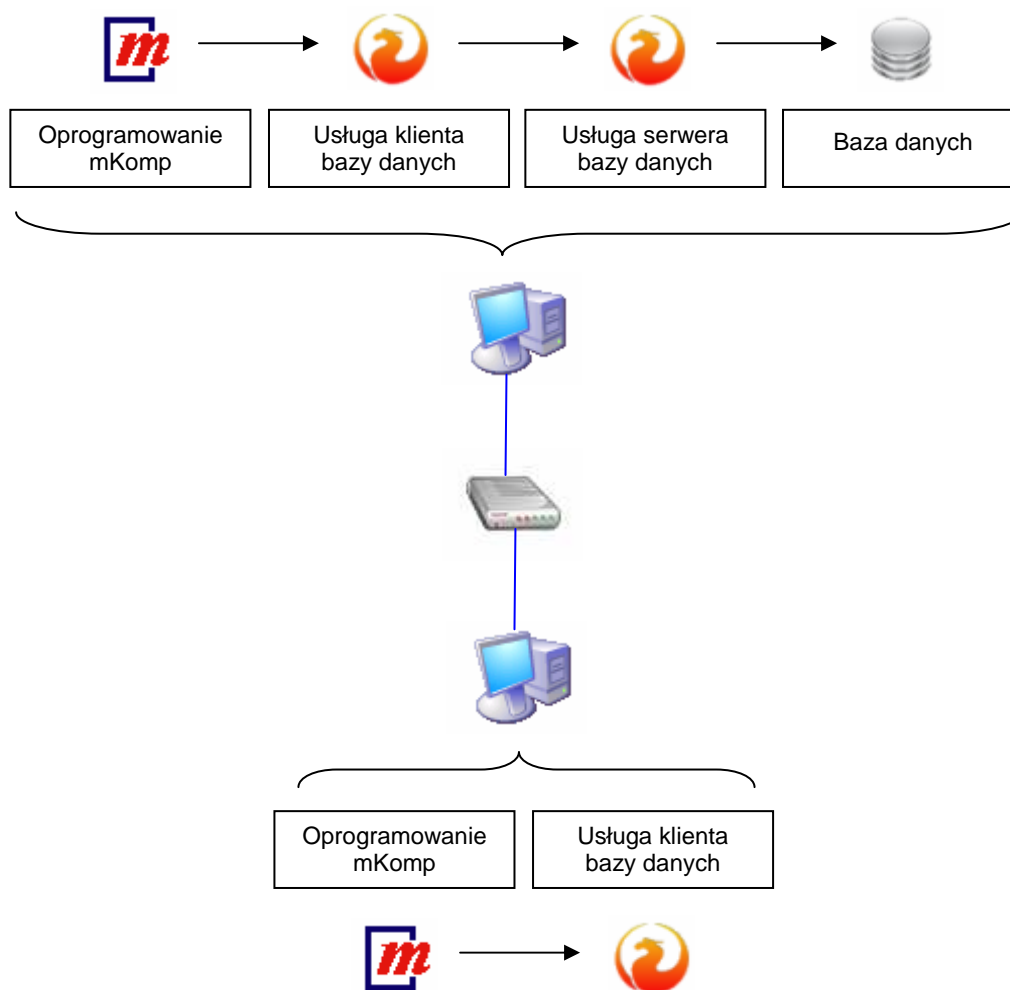 m
Oprogramowanie
mKomp
Usługa klienta
bazy danych
Usługa serwera
bazy danych
Baza danych
Oprogramowanie
mKomp
Usługa klienta
bazy danych
m